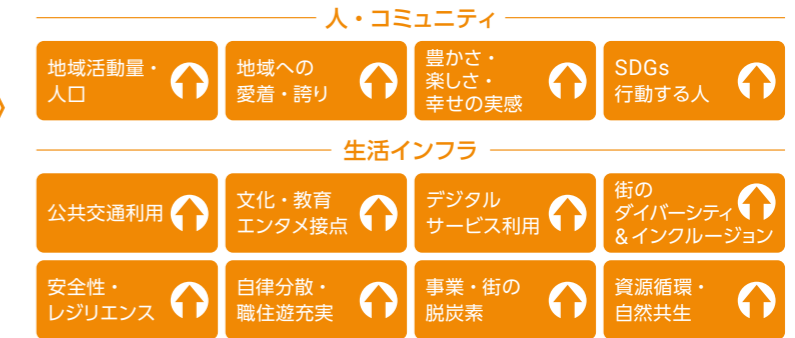 人・コミュニティ
地域活動量・
人口
地域への
愛着・誇り
豊かさ・
楽しさ・
幸せの実感
SDGs
行動する人
生活インフラ
公共交通利用
文化・教育
エンタメ接点
デジタル
サービス利用
街の
ダイバーシティ
&インクルージョン
安全性・
レジリエンス
自律分散・
職住遊充実
事業・街の
脱炭素
資源循環・
自然共生